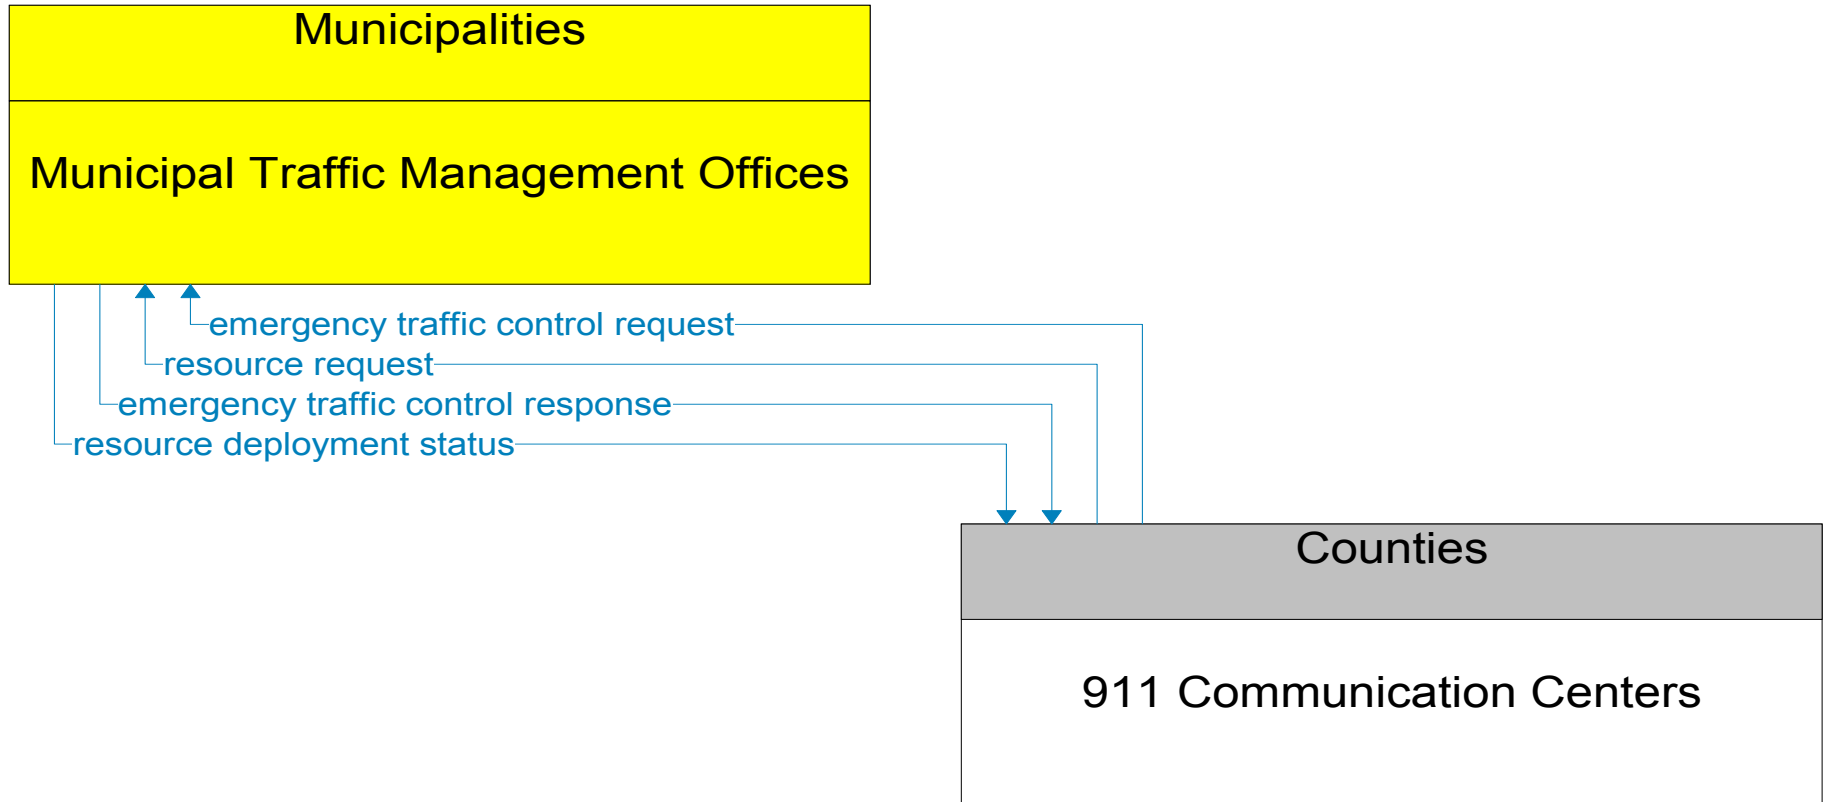 Municipalities
Municipal Traffic Management Offices
emergency traffic control request
resource request
emergency traffic control response
resource deployment status
Counties
911 Communication Centers